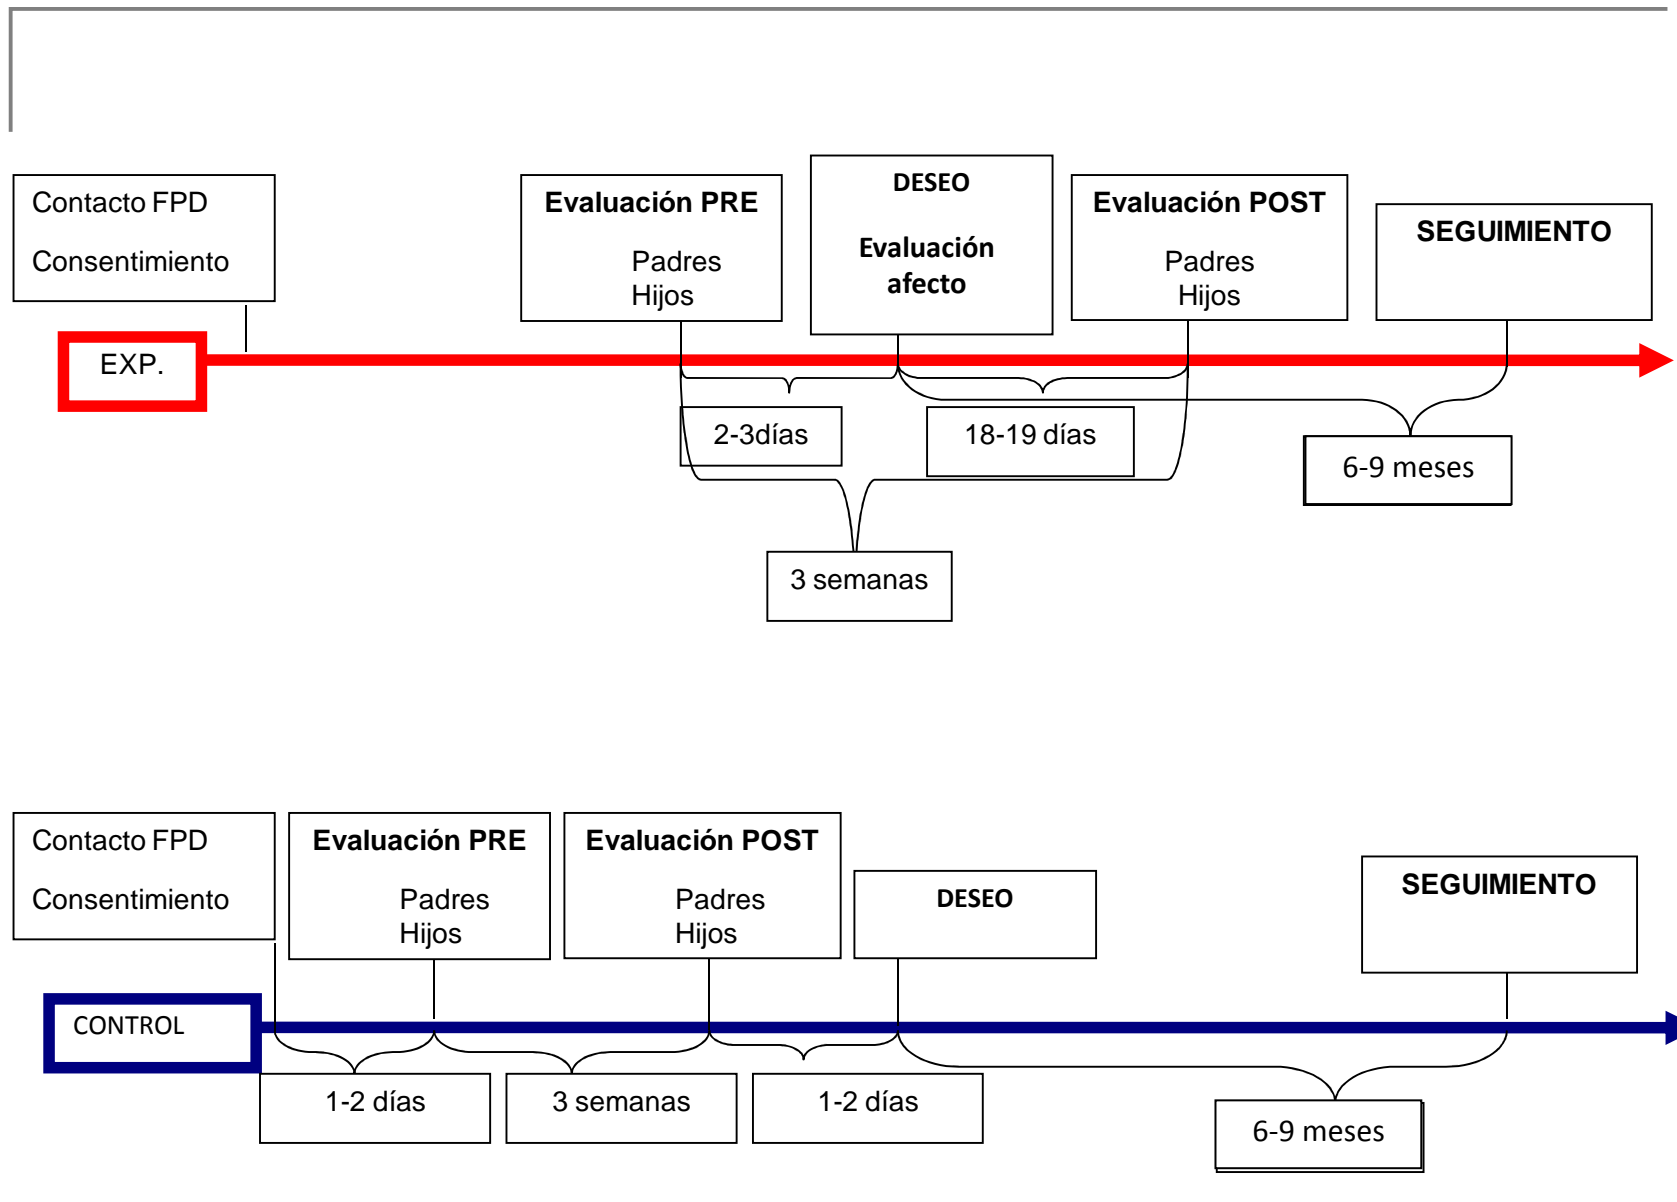 Contacto FPD
Consentimiento
Evaluación PRE
Padres
Hijos
DESEO
Evaluación
afecto
Evaluación POST
Padres
Hijos
SEGUIMIENTO
EXP.
2-3días
18-19 días
6-9 meses
3 semanas
Contacto FPD
Consentimiento
Evaluación PRE
Padres
Hijos
Evaluación POST
Padres
Hijos
DESEO
SEGUIMIENTO
CONTROL
1-2 días
3 semanas
1-2 días
6-9 meses